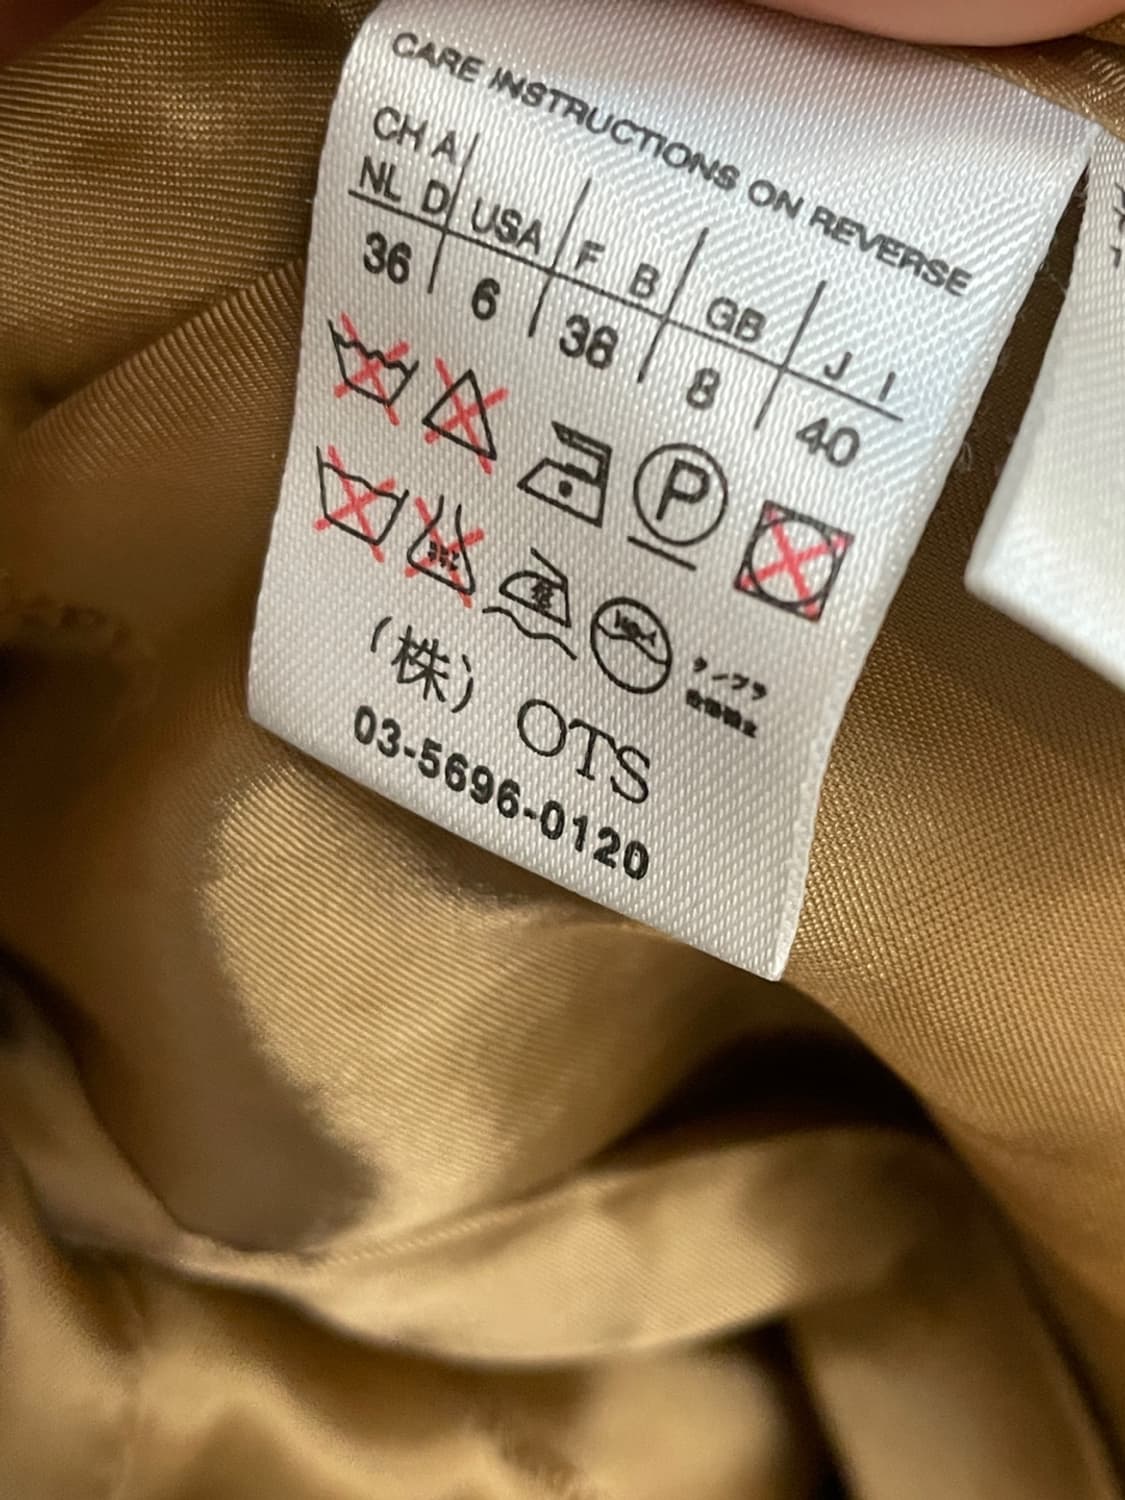 CARE INSTRUCTIONS ON REVERSE
CH A
NL D USA F B GB J I
36 6 38 8 40
P
(株) OTS
03-5696-0120